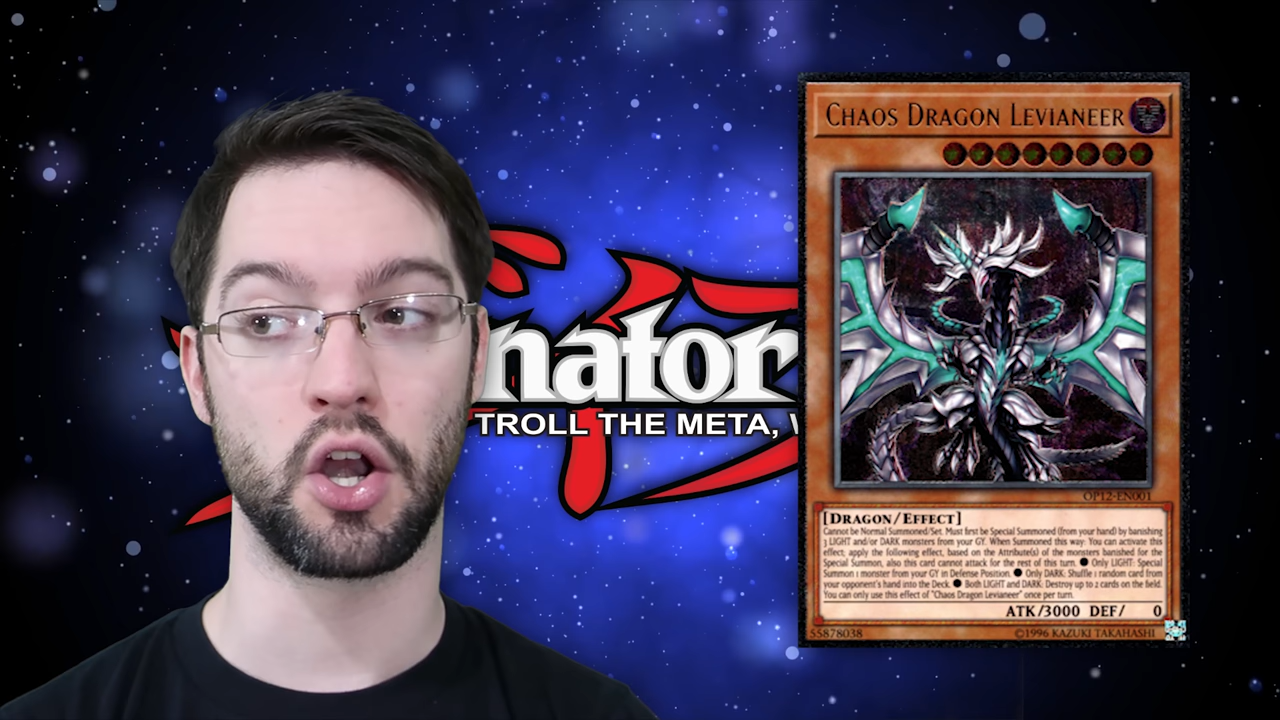 nator
TROLL THE META,
CHAOS DRAGON LEVIANEER
OP12-EN001
[DRAGON/EFFECT]
Cannot be Normal Summoned/Set. Must first be Special Summoned (from your hand) by banishing
3 LIGHT and/or DARK monsters from your GY. When Summoned this way: You can activate this
effect; apply the following effect, based on the Attribute(s) of the monsters banished for the
Special Summon, also this card cannot attack for the rest of this turn. ● Only LIGHT: Special
Summon 1 monster from your GY in Defense Position. ● Only DARK: Shuffle 1 random card from
your opponent's hand into the Deck. ● Both LIGHT and DARK: Destroy up to 2 cards on the field.
You can only use this effect of "Chaos Dragon Levianeer" once per turn.
ATK/3000 DEF/ 0
55878038 ©1996 KAZUKI TAKAHASHI